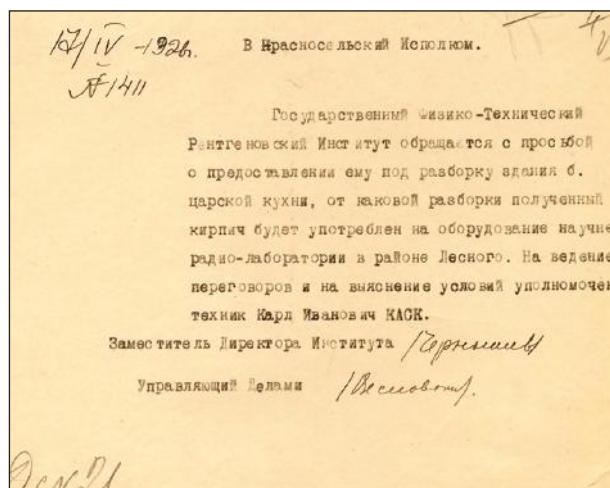 17/IV-1926г.
В Красносельский Исполком.
№1411
Государственный Физико-Технический
Рентгеновский Институт обращается с просьбой
о предоставлении ему под разборку здания б.
царской кухни, от каковой разборки полученный
кирпич будет употреблен на оборудование научно
радио-лаборатории в районе Лесного. На ведение
переговоров и на выяснение условий уполномочен
техник Карл Иванович КАСК.
Заместитель Директора Института /Чернышев/
Управляющий Делами